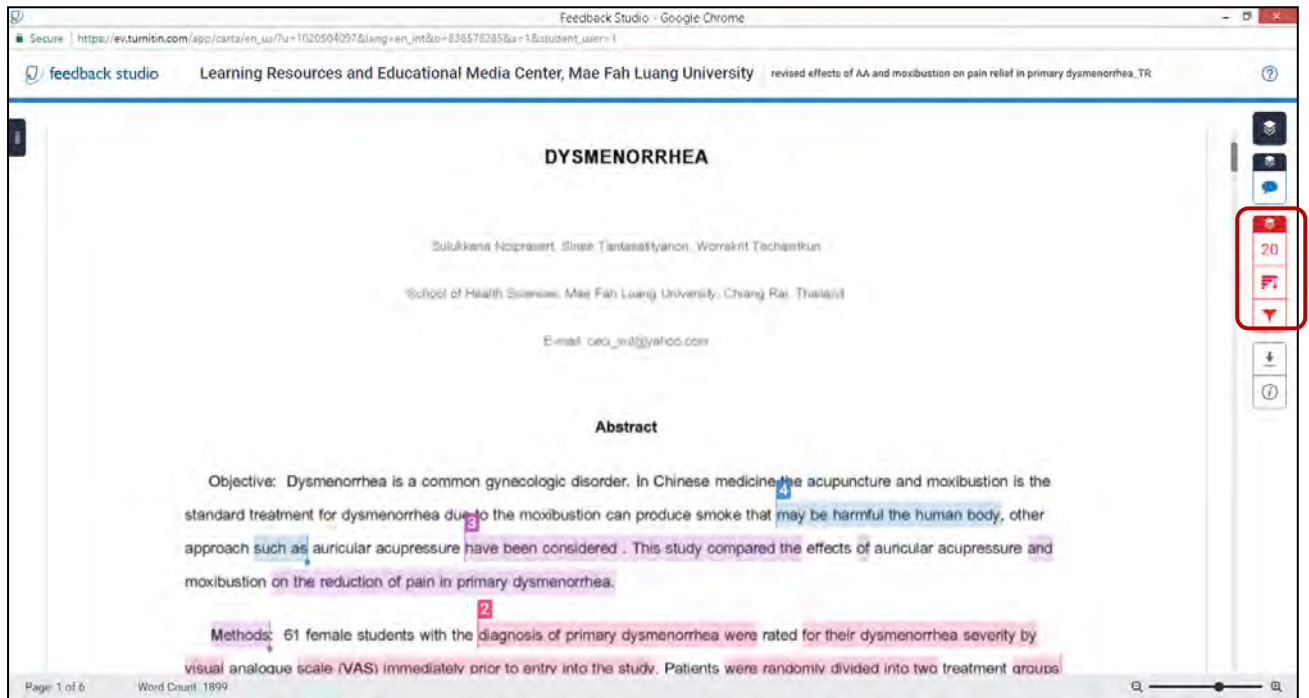 Feedback Studio - Google Chrome
Secure https://ev.turnitin.com/app/carta/en_us/?u=1020504097&lang=en_int&o=838578285&s=1&student_user=1
feedback studio Learning Resources and Educational Media Center, Mae Fah Luang University revised effects of AA and moxibustion on pain relief in primary dysmenorrhea_TR
DYSMENORRHEA
School of Health Sciences, Mae Fah Luang University, Chiang Rai, Thailand
20
Abstract
Objective: Dysmenorrhea is a common gynecologic disorder. In Chinese medicine the acupuncture and moxibustion is the
4
standard treatment for dysmenorrhea due to the moxibustion can produce smoke that may be harmful the human body, other
3
approach such as auricular acupressure have been considered . This study compared the effects of auricular acupressure and
moxibustion on the reduction of pain in primary dysmenorrhea.
2
Methods: 61 female students with the diagnosis of primary dysmenorrhea were rated for their dysmenorrhea severity by
visual analogue scale (VAS) immediately prior to entry into the study. Patients were randomly divided into two treatment groups
Page: 1 of 6 Word Count: 1899